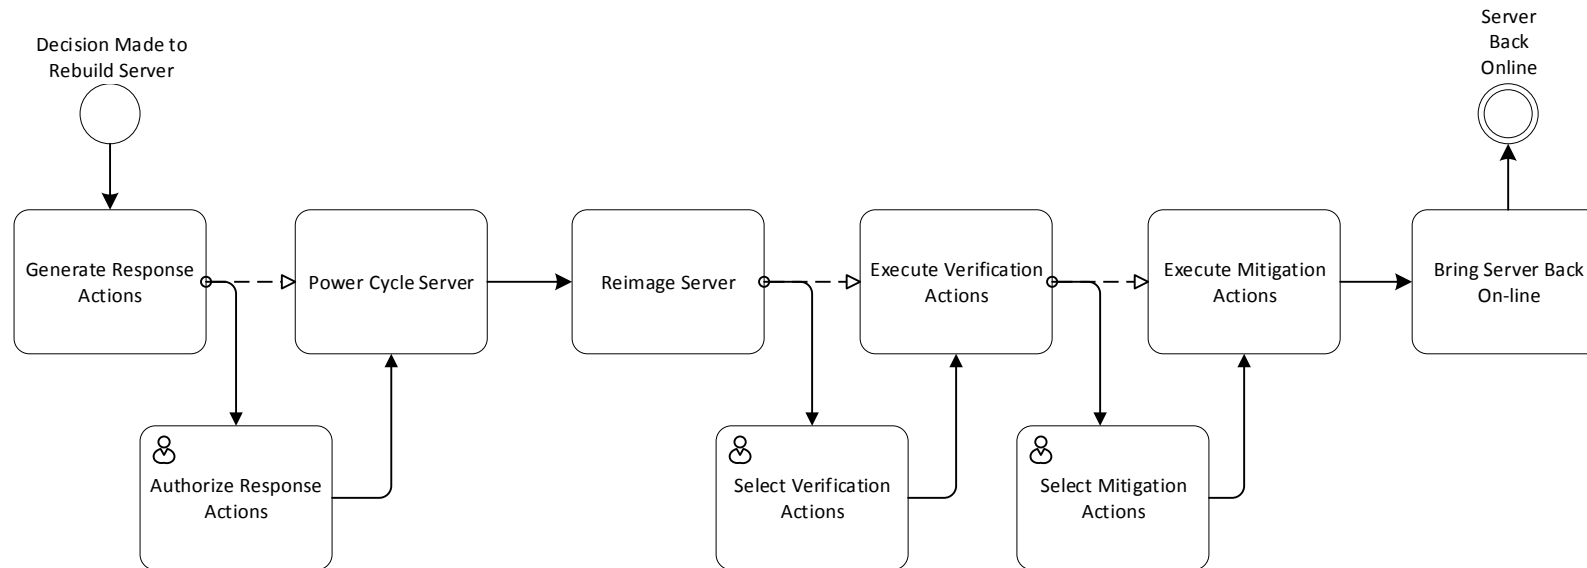 Decision Made to
Rebuild Server
Server
Back
Online
Generate Response
Actions
Power Cycle Server
Reimage Server
Execute Verification
Actions
Execute Mitigation
Actions
Bring Server Back
On-line
Authorize Response
Actions
Select Verification
Actions
Select Mitigation
Actions